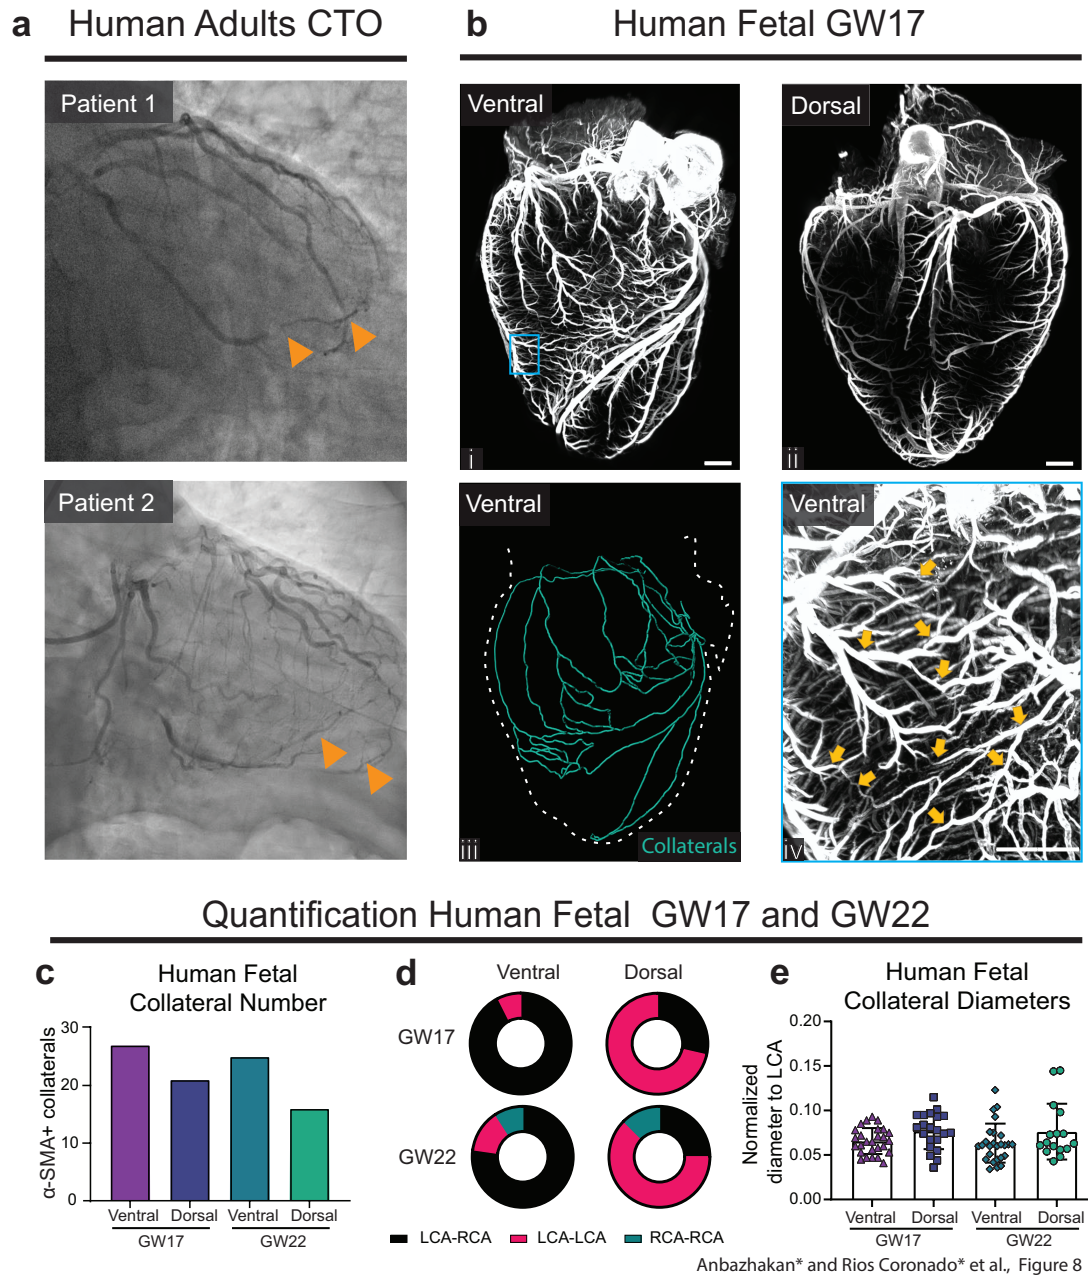 a Human Adults CTO
b Human Fetal GW17
Patient 1
Ventral
Dorsal
i
ii
Patient 2
Ventral
Ventral
iii
Collaterals
iv
Quantification Human Fetal GW17 and GW22
c Human Fetal
Collateral Number
α-SMA+ collaterals
30
20
10
0
Ventral Dorsal Ventral Dorsal
GW17 GW22
d Ventral Dorsal
GW17
GW22
LCA-RCA LCA-LCA RCA-RCA
e Human Fetal
Collateral Diameters
Normalized
diameter to LCA
0.20
0.15
0.10
0.05
0.00
Ventral Dorsal Ventral Dorsal
GW17 GW22
Anbazhakan* and Rios Coronado* et al., Figure 8